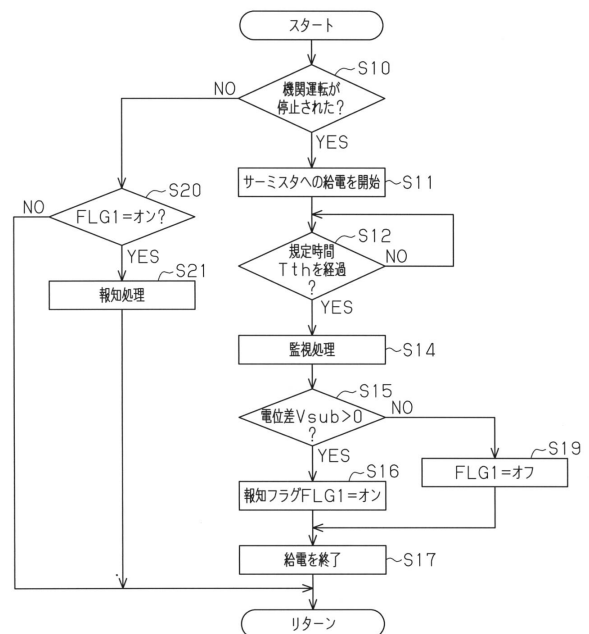 スタート
S10
機関運転が
停止された?
NO
YES
サーミスタへの給電を開始
S11
S20
NO
FLG1=オン?
YES
S12
規定時間
Tthを経過
?
NO
YES
S21
報知処理
監視処理
S14
S15
電位差Vsub>0
?
NO
YES
S16
報知フラグFLG1=オン
S19
FLG1=オフ
給電を終了
S17
リターン